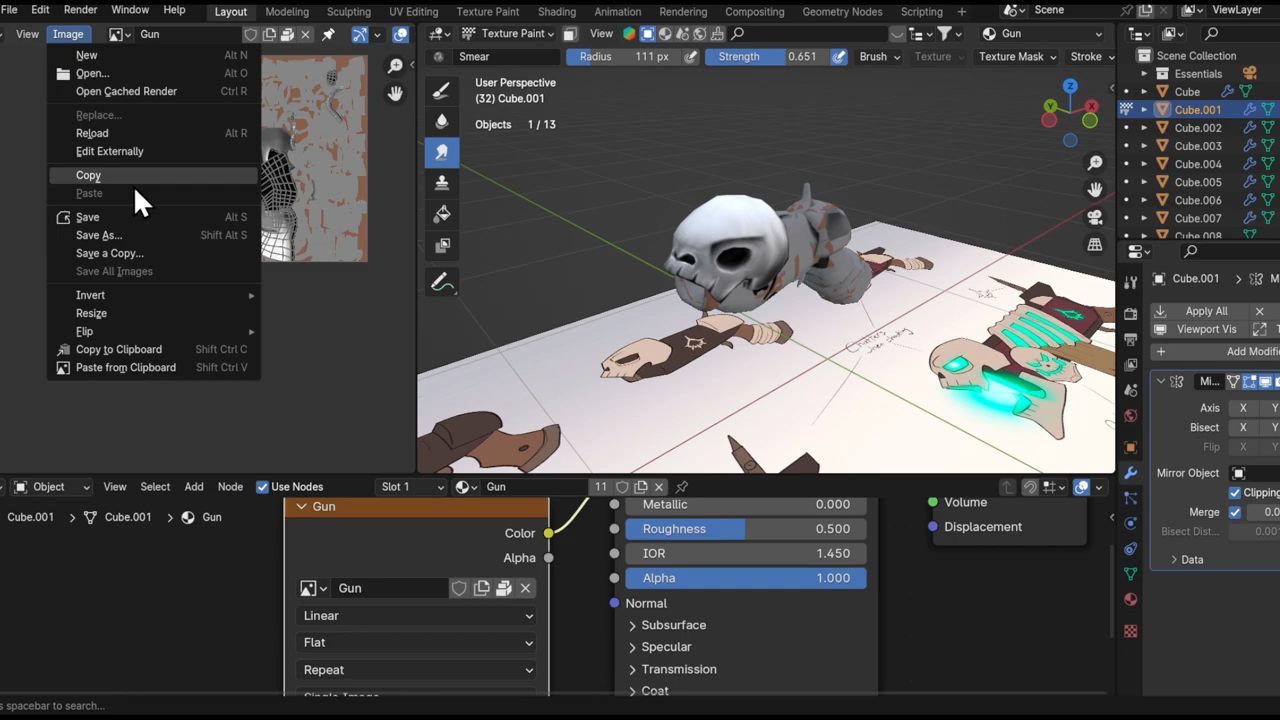 File Edit Render Window Help Layout Modeling Sculpting UV Editing Texture Paint Shading Animation Rendering Compositing Geometry Nodes Scripting + Scene ViewLayer
View Image Gun Texture Paint View Gun
Smear Radius 111 px Strength 0.651 Brush Texture Texture Mask Stroke
New Alt N
Open... Alt O
Open Cached Render Ctrl R
Replace...
Reload Alt R
Edit Externally
Copy
Paste
Save Alt S
Save As... Shift Alt S
Save a Copy...
Save All Images
Invert
Resize
Flip
Copy to Clipboard Shift Ctrl C
Paste from Clipboard Shift Ctrl V
User Perspective
(32) Cube.001
Objects 1 / 13
Z
Y
X
Scene Collection
Essentials
Cube
Cube.001
Cube.002
Cube.003
Cube.004
Cube.005
Cube.006
Cube.007
Cube.008
Cube.001
Apply All
Viewport Vis
Add Modifi
Mi...
Axis X Y
Bisect X Y
Flip X Y
Mirror Object
Clipping
Merge 0.0
Bisect Dist... 0.001
Data
Object View Select Add Node Use Nodes Slot 1 Gun 11
Cube.001 Cube.001 Gun
Gun
Color
Alpha
Gun
Linear
Flat
Repeat
Single Image
Metallic 0.000
Roughness 0.500
IOR 1.450
Alpha 1.000
Normal
Subsurface
Specular
Transmission
Coat
Volume
Displacement
s spacebar to search...